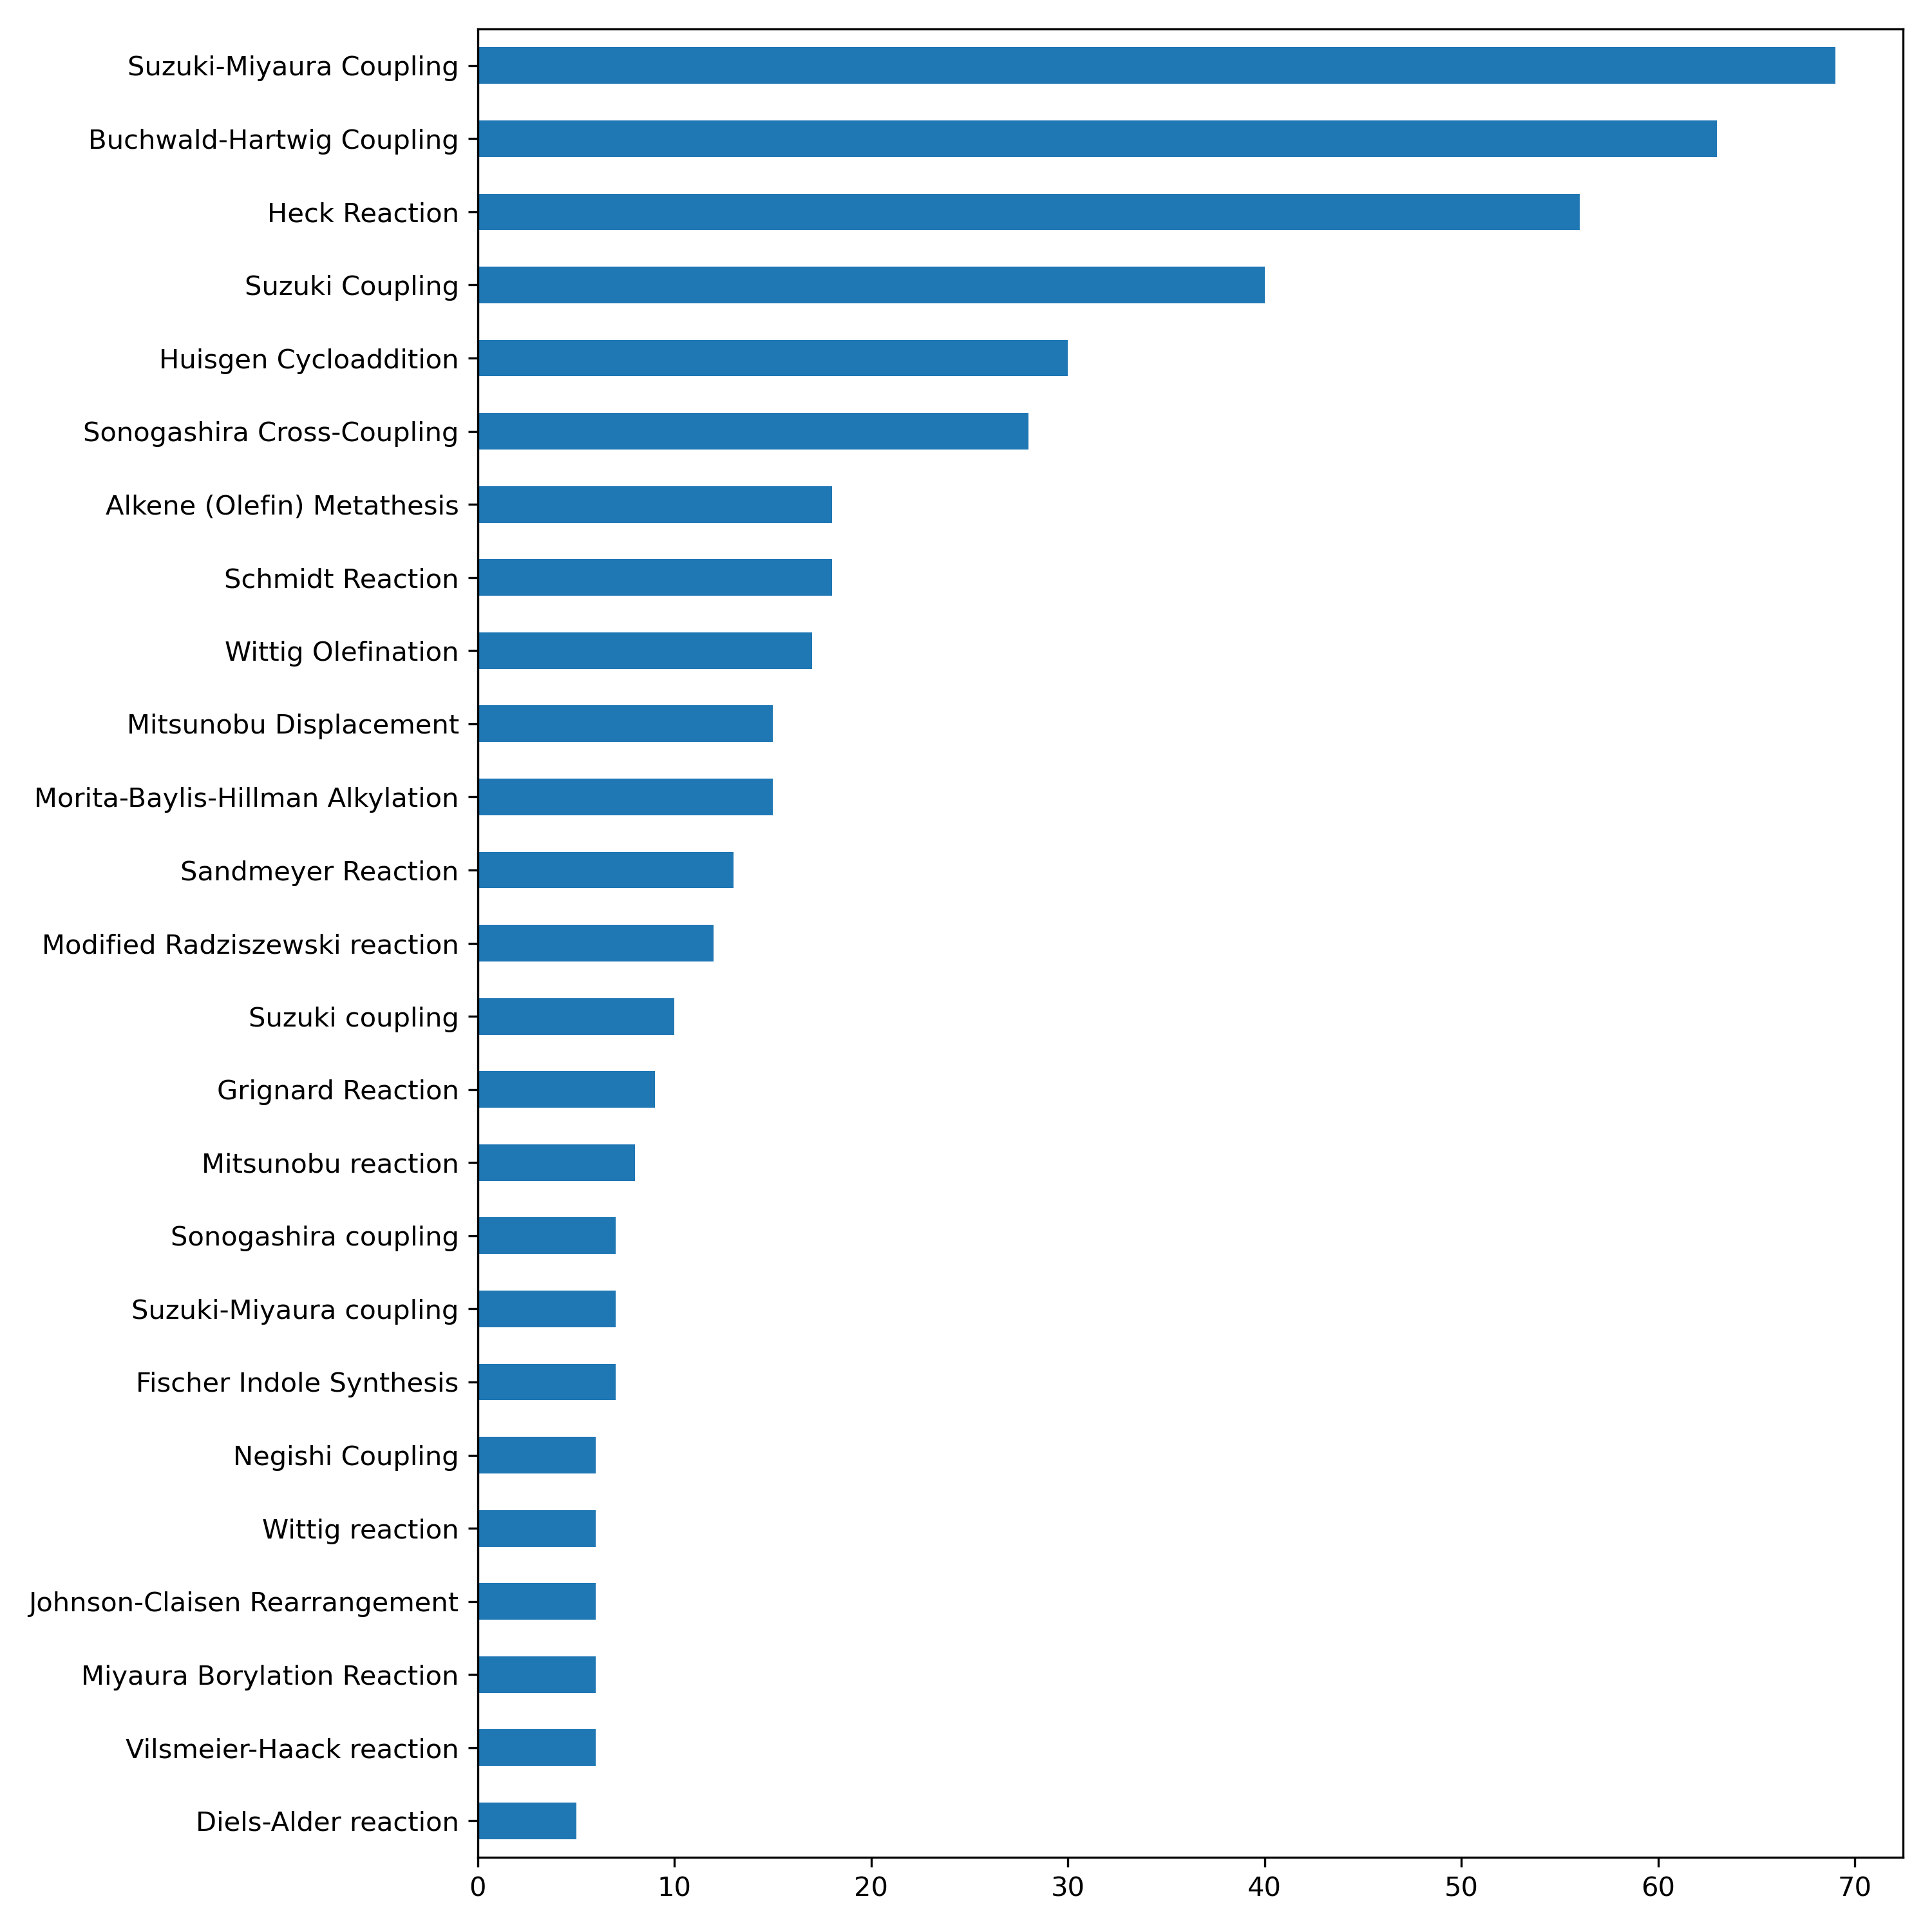 Suzuki-Miyaura Coupling
Buchwald-Hartwig Coupling
Heck Reaction
Suzuki Coupling
Huisgen Cycloaddition
Sonogashira Cross-Coupling
Alkene (Olefin) Metathesis
Schmidt Reaction
Wittig Olefination
Mitsunobu Displacement
Morita-Baylis-Hillman Alkylation
Sandmeyer Reaction
Modified Radziszewski reaction
Suzuki coupling
Grignard Reaction
Mitsunobu reaction
Sonogashira coupling
Suzuki-Miyaura coupling
Fischer Indole Synthesis
Negishi Coupling
Wittig reaction
Johnson-Claisen Rearrangement
Miyaura Borylation Reaction
Vilsmeier-Haack reaction
Diels-Alder reaction
0 10 20 30 40 50 60 70